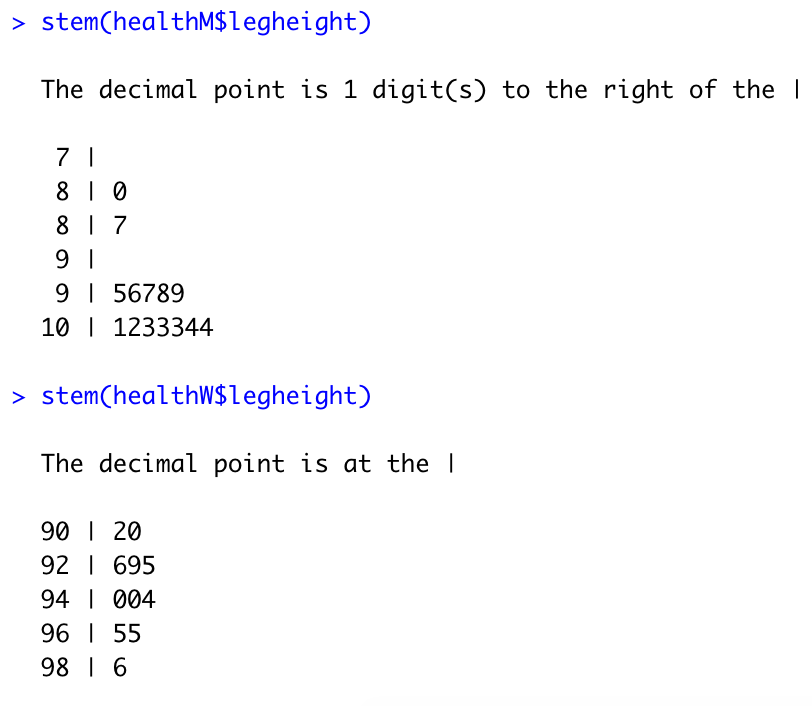 > stem(healthM$legheight)
The decimal point is 1 digit(s) to the right of the |
7 |
8 | 0
8 | 7
9 |
9 | 56789
10 | 1233344
> stem(healthW$legheight)
The decimal point is at the |
90 | 20
92 | 695
94 | 004
96 | 55
98 | 6